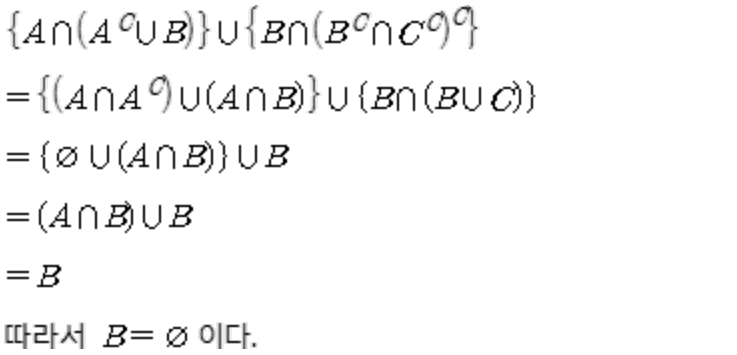 {A∩(A^C∪B)}∪{B∩(B^C∩C^C)^C}
={(A∩A^C)∪(A∩B)}∪{B∩(B∪C)}
={∅∪(A∩B)}∪B
=(A∩B)∪B
=B
따라서 B=∅ 이다.